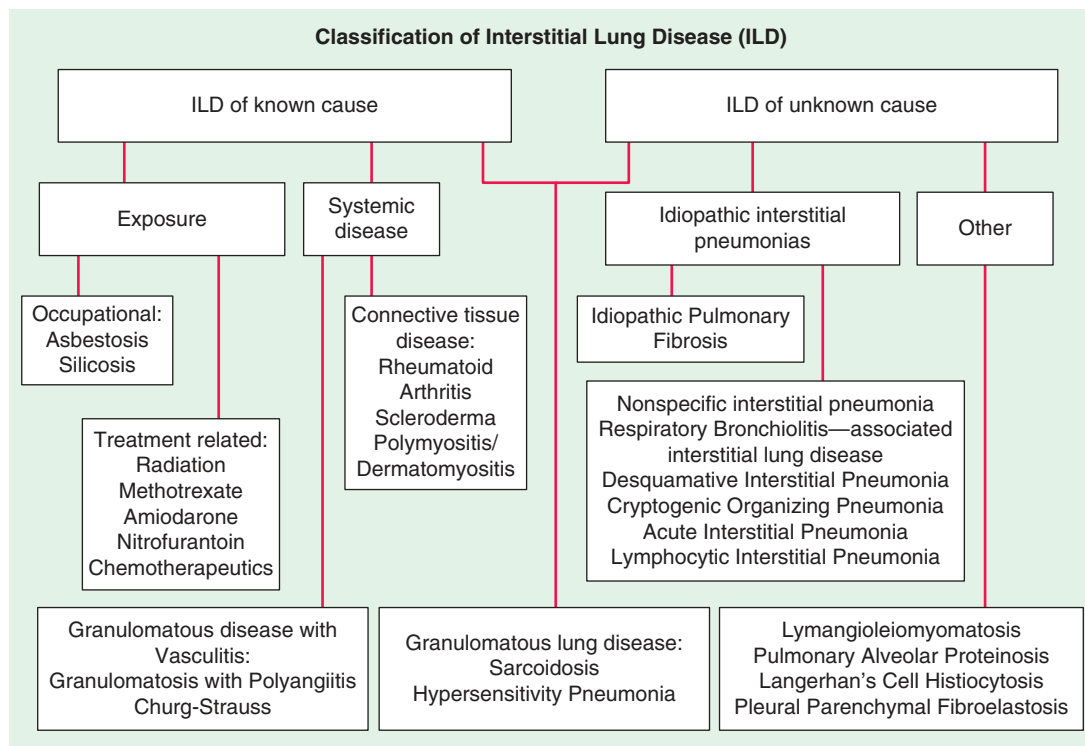 Classification of Interstitial Lung Disease (ILD)
ILD of known cause
ILD of unknown cause
Exposure
Systemic
disease
Idiopathic interstitial
pneumonias
Other
Occupational:
Asbestosis
Silicosis
Connective tissue
disease:
Rheumatoid
Arthritis
Scleroderma
Polymyositis/
Dermatomyositis
Idiopathic Pulmonary
Fibrosis
Treatment related:
Radiation
Methotrexate
Amiodarone
Nitrofurantoin
Chemotherapeutics
Nonspecific interstitial pneumonia
Respiratory Bronchiolitis—associated
interstitial lung disease
Desquamative Interstitial Pneumonia
Cryptogenic Organizing Pneumonia
Acute Interstitial Pneumonia
Lymphocytic Interstitial Pneumonia
Granulomatous disease with
Vasculitis:
Granulomatosis with Polyangiitis
Churg-Strauss
Granulomatous lung disease:
Sarcoidosis
Hypersensitivity Pneumonia
Lymangioleiomyomatosis
Pulmonary Alveolar Proteinosis
Langerhan's Cell Histiocytosis
Pleural Parenchymal Fibroelastosis